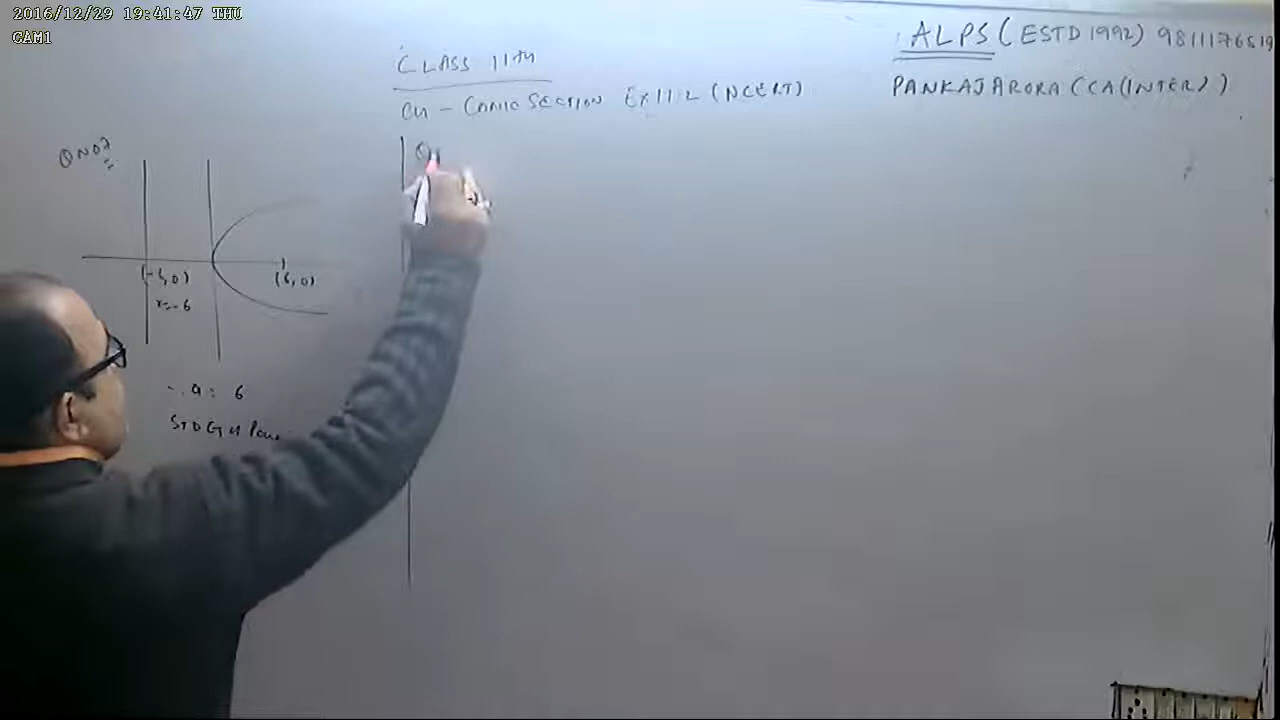 2016/12/29 19:41:47 THU
CAM1
ALPS (ESTD 1992) 9811176519
PANKAJ ARORA (CA(INTER))
CLASS 11th
CH - CONIC SECTION EX 11.2 (NCERT)
Q NO 7
(-6,0)
x=-6
(6,0)
∴ a = 6
STD